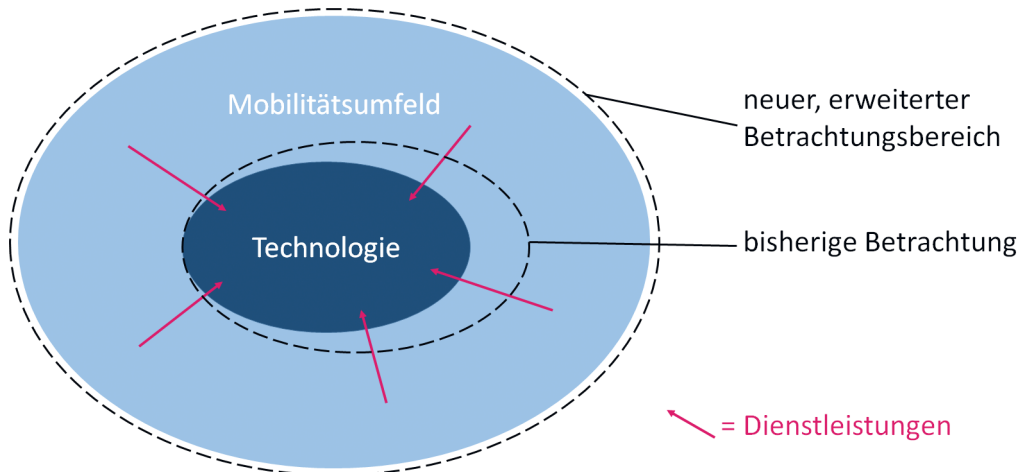 Mobilitätsumfeld
neuer, erweiterter
Betrachtungsbereich
Technologie
bisherige Betrachtung
= Dienstleistungen